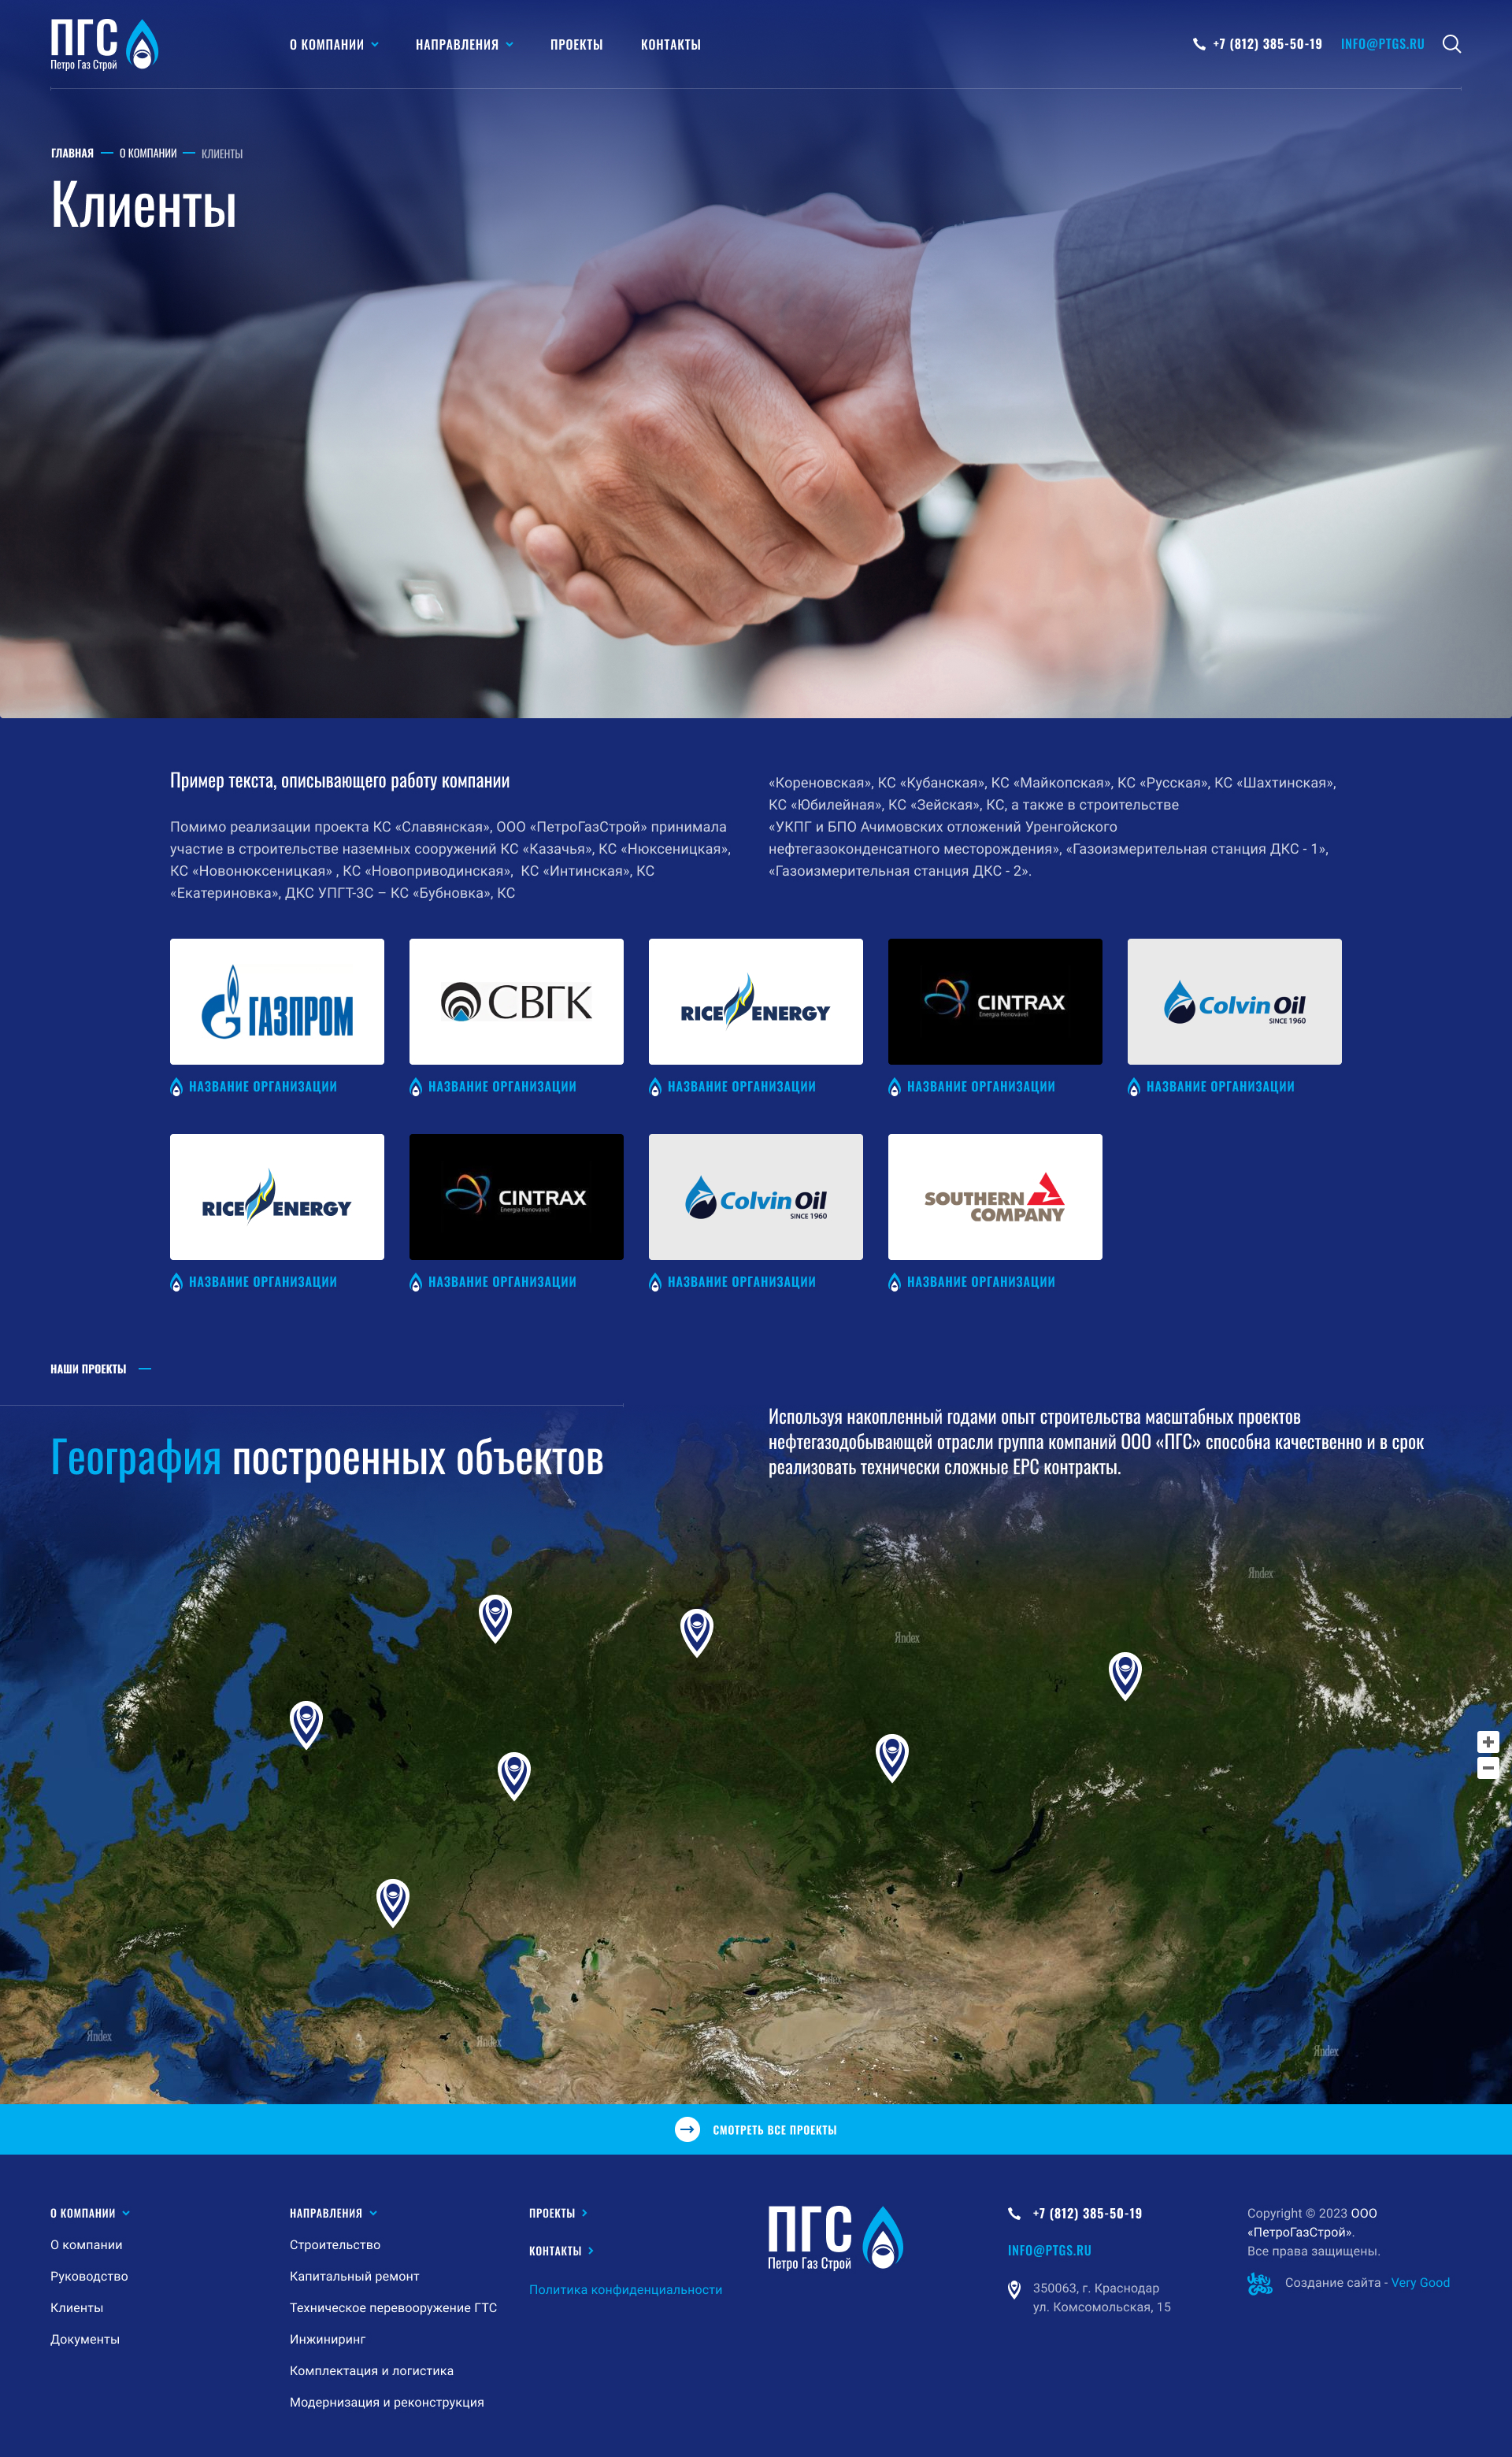 ПГС
Петро Газ Строй
О КОМПАНИИ
НАПРАВЛЕНИЯ
ПРОЕКТЫ
КОНТАКТЫ
+7 (812) 385-50-19
INFO@PTGS.RU
ГЛАВНАЯ — О КОМПАНИИ — КЛИЕНТЫ
Клиенты
Пример текста, описывающего работу компании
Помимо реализации проекта КС «Славянская», ООО «ПетроГазСтрой» принимала
участие в строительстве наземных сооружений КС «Казачья», КС «Нюксеницкая»,
КС «Новонюксеницкая» , КС «Новоприводинская», КС «Интинская», КС
«Екатериновка», ДКС УПГТ-3С – КС «Бубновка», КС
«Кореновская», КС «Кубанская», КС «Майкопская», КС «Русская», КС «Шахтинская»,
КС «Юбилейная», КС «Зейская», КС, а также в строительстве
«УКПГ и БПО Ачимовских отложений Уренгойского
нефтегазоконденсатного месторождения», «Газоизмерительная станция ДКС - 1»,
«Газоизмерительная станция ДКС - 2».
ГАЗПРОМ
СВГК
RICE ENERGY
CINTRAX
Energia Renovável
Colvin Oil
SINCE 1960
НАЗВАНИЕ ОРГАНИЗАЦИИ
НАЗВАНИЕ ОРГАНИЗАЦИИ
НАЗВАНИЕ ОРГАНИЗАЦИИ
НАЗВАНИЕ ОРГАНИЗАЦИИ
НАЗВАНИЕ ОРГАНИЗАЦИИ
RICE ENERGY
CINTRAX
Energia Renovável
Colvin Oil
SINCE 1960
SOUTHERN
COMPANY
НАЗВАНИЕ ОРГАНИЗАЦИИ
НАЗВАНИЕ ОРГАНИЗАЦИИ
НАЗВАНИЕ ОРГАНИЗАЦИИ
НАЗВАНИЕ ОРГАНИЗАЦИИ
НАШИ ПРОЕКТЫ —
География построенных объектов
Используя накопленный годами опыт строительства масштабных проектов
нефтегазодобывающей отрасли группа компаний ООО «ПГС» способна качественно и в срок
реализовать технически сложные EPC контракты.
Яndex
Яndex
Яndex
Яndex
Яndex
Яndex
СМОТРЕТЬ ВСЕ ПРОЕКТЫ
О КОМПАНИИ
О компании
Руководство
Клиенты
Документы
НАПРАВЛЕНИЯ
Строительство
Капитальный ремонт
Техническое перевооружение ГТС
Инжиниринг
Комплектация и логистика
Модернизация и реконструкция
ПРОЕКТЫ
КОНТАКТЫ
Политика конфиденциальности
ПГС
Петро Газ Строй
+7 (812) 385-50-19
INFO@PTGS.RU
350063, г. Краснодар
ул. Комсомольская, 15
Copyright © 2023 ООО
«ПетроГазСтрой».
Все права защищены.
Создание сайта - Very Good